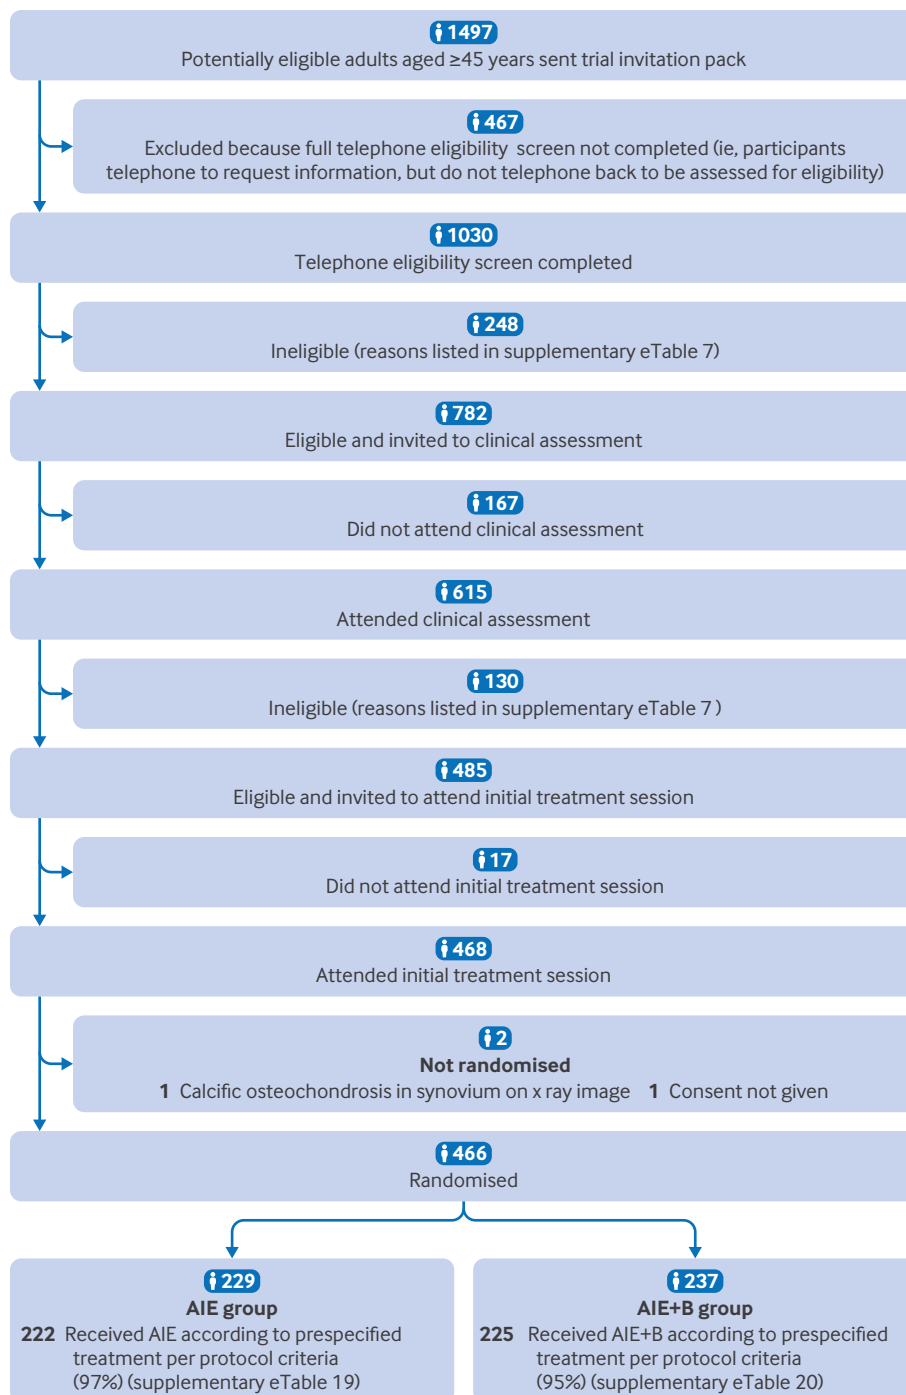 1497
Potentially eligible adults aged ≥45 years sent trial invitation pack
467
Excluded because full telephone eligibility screen not completed (ie, participants
telephone to request information, but do not telephone back to be assessed for eligibility)
1030
Telephone eligibility screen completed
248
Ineligible (reasons listed in supplementary eTable 7)
782
Eligible and invited to clinical assessment
167
Did not attend clinical assessment
615
Attended clinical assessment
130
Ineligible (reasons listed in supplementary eTable 7 )
485
Eligible and invited to attend initial treatment session
17
Did not attend initial treatment session
468
Attended initial treatment session
2
Not randomised
1 Calcific osteochondrosis in synovium on x ray image 1 Consent not given
466
Randomised
229
AIE group
222 Received AIE according to prespecified
treatment per protocol criteria
(97%) (supplementary eTable 19)
237
AIE+B group
225 Received AIE+B according to prespecified
treatment per protocol criteria
(95%) (supplementary eTable 20)